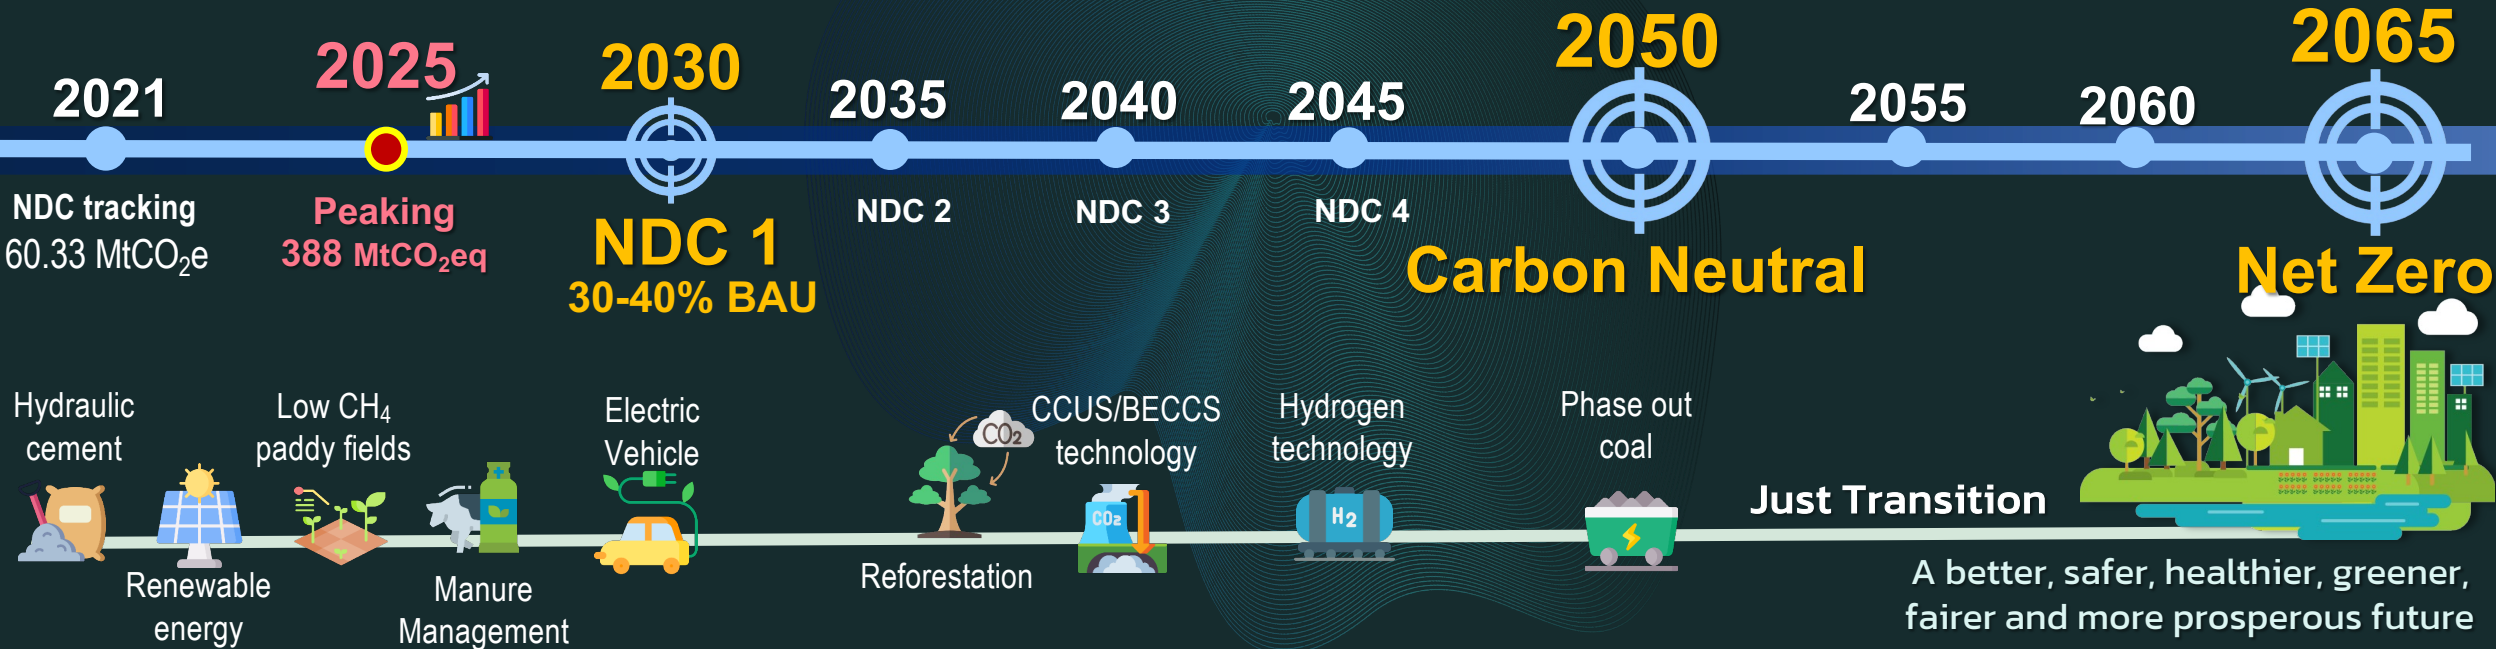 2021
2025
2030
2035
2040
2045
2050
2055
2060
2065
NDC tracking
60.33 MtCO₂e
Peaking
388 MtCO₂eq
NDC 1
30-40% BAU
NDC 2
NDC 3
NDC 4
Carbon Neutral
Net Zero
Hydraulic
cement
Renewable
energy
Low CH₄
paddy fields
Manure
Management
Electric
Vehicle
CO₂
Reforestation
CCUS/BECCS
technology
CO₂
Hydrogen
technology
H₂
Phase out
coal
Just Transition
A better, safer, healthier, greener,
fairer and more prosperous future